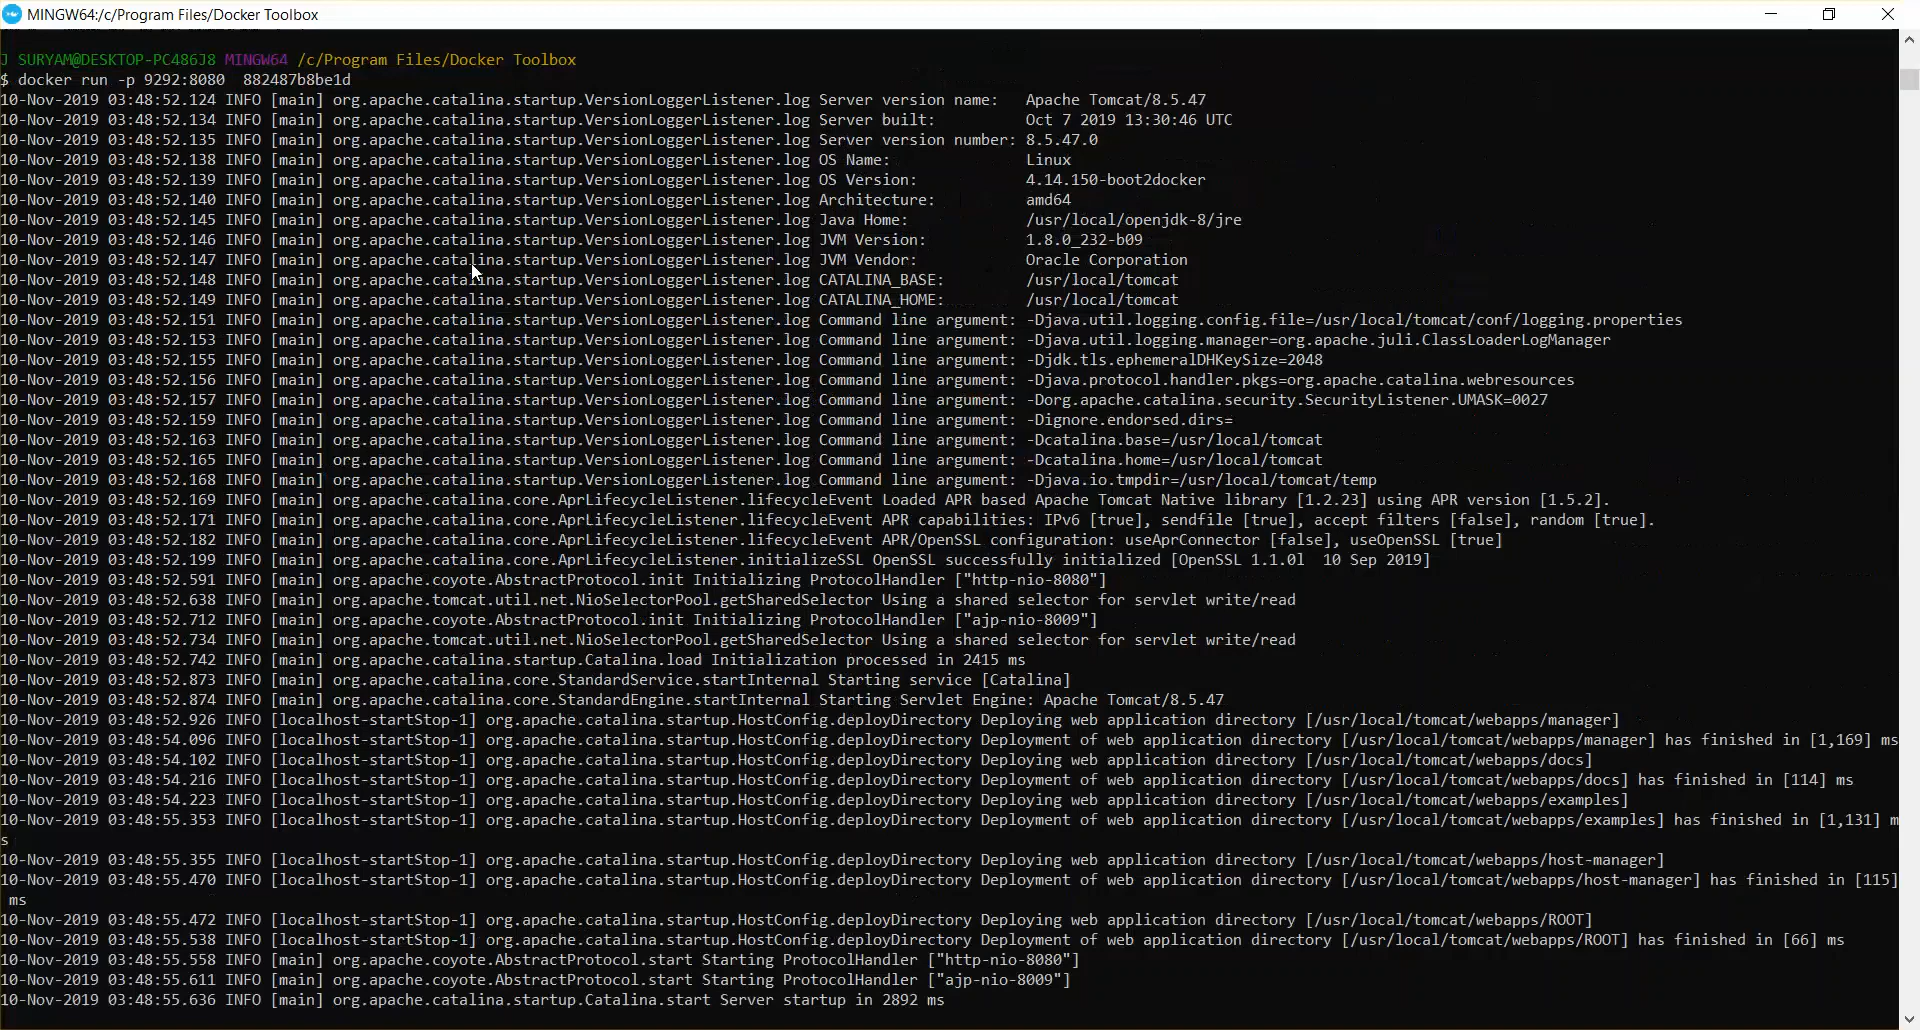 MINGW64:/c/Program Files/Docker Toolbox
J SURYAM@DESKTOP-PC486J8 MINGW64 /c/Program Files/Docker Toolbox
$ docker run -p 9292:8080  882487b8be1d
10-Nov-2019 03:48:52.124 INFO [main] org.apache.catalina.startup.VersionLoggerListener.log Server version name:   Apache Tomcat/8.5.47
10-Nov-2019 03:48:52.134 INFO [main] org.apache.catalina.startup.VersionLoggerListener.log Server built:          Oct 7 2019 13:30:46 UTC
10-Nov-2019 03:48:52.135 INFO [main] org.apache.catalina.startup.VersionLoggerListener.log Server version number: 8.5.47.0
10-Nov-2019 03:48:52.138 INFO [main] org.apache.catalina.startup.VersionLoggerListener.log OS Name:               Linux
10-Nov-2019 03:48:52.139 INFO [main] org.apache.catalina.startup.VersionLoggerListener.log OS Version:            4.14.150-boot2docker
10-Nov-2019 03:48:52.140 INFO [main] org.apache.catalina.startup.VersionLoggerListener.log Architecture:          amd64
10-Nov-2019 03:48:52.145 INFO [main] org.apache.catalina.startup.VersionLoggerListener.log Java Home:             /usr/local/openjdk-8/jre
10-Nov-2019 03:48:52.146 INFO [main] org.apache.catalina.startup.VersionLoggerListener.log JVM Version:           1.8.0_232-b09
10-Nov-2019 03:48:52.147 INFO [main] org.apache.catalina.startup.VersionLoggerListener.log JVM Vendor:            Oracle Corporation
10-Nov-2019 03:48:52.148 INFO [main] org.apache.catalina.startup.VersionLoggerListener.log CATALINA_BASE:         /usr/local/tomcat
10-Nov-2019 03:48:52.149 INFO [main] org.apache.catalina.startup.VersionLoggerListener.log CATALINA_HOME:         /usr/local/tomcat
10-Nov-2019 03:48:52.151 INFO [main] org.apache.catalina.startup.VersionLoggerListener.log Command line argument: -Djava.util.logging.config.file=/usr/local/tomcat/conf/logging.properties
10-Nov-2019 03:48:52.153 INFO [main] org.apache.catalina.startup.VersionLoggerListener.log Command line argument: -Djava.util.logging.manager=org.apache.juli.ClassLoaderLogManager
10-Nov-2019 03:48:52.155 INFO [main] org.apache.catalina.startup.VersionLoggerListener.log Command line argument: -Djdk.tls.ephemeralDHKeySize=2048
10-Nov-2019 03:48:52.156 INFO [main] org.apache.catalina.startup.VersionLoggerListener.log Command line argument: -Djava.protocol.handler.pkgs=org.apache.catalina.webresources
10-Nov-2019 03:48:52.157 INFO [main] org.apache.catalina.startup.VersionLoggerListener.log Command line argument: -Dorg.apache.catalina.security.SecurityListener.UMASK=0027
10-Nov-2019 03:48:52.159 INFO [main] org.apache.catalina.startup.VersionLoggerListener.log Command line argument: -Dignore.endorsed.dirs=
10-Nov-2019 03:48:52.163 INFO [main] org.apache.catalina.startup.VersionLoggerListener.log Command line argument: -Dcatalina.base=/usr/local/tomcat
10-Nov-2019 03:48:52.165 INFO [main] org.apache.catalina.startup.VersionLoggerListener.log Command line argument: -Dcatalina.home=/usr/local/tomcat
10-Nov-2019 03:48:52.168 INFO [main] org.apache.catalina.startup.VersionLoggerListener.log Command line argument: -Djava.io.tmpdir=/usr/local/tomcat/temp
10-Nov-2019 03:48:52.169 INFO [main] org.apache.catalina.core.AprLifecycleListener.lifecycleEvent Loaded APR based Apache Tomcat Native library [1.2.23] using APR version [1.5.2].
10-Nov-2019 03:48:52.171 INFO [main] org.apache.catalina.core.AprLifecycleListener.lifecycleEvent APR capabilities: IPv6 [true], sendfile [true], accept filters [false], random [true].
10-Nov-2019 03:48:52.182 INFO [main] org.apache.catalina.core.AprLifecycleListener.lifecycleEvent APR/OpenSSL configuration: useAprConnector [false], useOpenSSL [true]
10-Nov-2019 03:48:52.199 INFO [main] org.apache.catalina.core.AprLifecycleListener.initializeSSL OpenSSL successfully initialized [OpenSSL 1.1.0l  10 Sep 2019]
10-Nov-2019 03:48:52.591 INFO [main] org.apache.coyote.AbstractProtocol.init Initializing ProtocolHandler ["http-nio-8080"]
10-Nov-2019 03:48:52.638 INFO [main] org.apache.tomcat.util.net.NioSelectorPool.getSharedSelector Using a shared selector for servlet write/read
10-Nov-2019 03:48:52.712 INFO [main] org.apache.coyote.AbstractProtocol.init Initializing ProtocolHandler ["ajp-nio-8009"]
10-Nov-2019 03:48:52.734 INFO [main] org.apache.tomcat.util.net.NioSelectorPool.getSharedSelector Using a shared selector for servlet write/read
10-Nov-2019 03:48:52.742 INFO [main] org.apache.catalina.startup.Catalina.load Initialization processed in 2415 ms
10-Nov-2019 03:48:52.873 INFO [main] org.apache.catalina.core.StandardService.startInternal Starting service [Catalina]
10-Nov-2019 03:48:52.874 INFO [main] org.apache.catalina.core.StandardEngine.startInternal Starting Servlet Engine: Apache Tomcat/8.5.47
10-Nov-2019 03:48:52.926 INFO [localhost-startStop-1] org.apache.catalina.startup.HostConfig.deployDirectory Deploying web application directory [/usr/local/tomcat/webapps/manager]
10-Nov-2019 03:48:54.096 INFO [localhost-startStop-1] org.apache.catalina.startup.HostConfig.deployDirectory Deployment of web application directory [/usr/local/tomcat/webapps/manager] has finished in [1,169] ms
10-Nov-2019 03:48:54.102 INFO [localhost-startStop-1] org.apache.catalina.startup.HostConfig.deployDirectory Deploying web application directory [/usr/local/tomcat/webapps/docs]
10-Nov-2019 03:48:54.216 INFO [localhost-startStop-1] org.apache.catalina.startup.HostConfig.deployDirectory Deployment of web application directory [/usr/local/tomcat/webapps/docs] has finished in [114] ms
10-Nov-2019 03:48:54.223 INFO [localhost-startStop-1] org.apache.catalina.startup.HostConfig.deployDirectory Deploying web application directory [/usr/local/tomcat/webapps/examples]
10-Nov-2019 03:48:55.353 INFO [localhost-startStop-1] org.apache.catalina.startup.HostConfig.deployDirectory Deployment of web application directory [/usr/local/tomcat/webapps/examples] has finished in [1,131] m
s
10-Nov-2019 03:48:55.355 INFO [localhost-startStop-1] org.apache.catalina.startup.HostConfig.deployDirectory Deploying web application directory [/usr/local/tomcat/webapps/host-manager]
10-Nov-2019 03:48:55.470 INFO [localhost-startStop-1] org.apache.catalina.startup.HostConfig.deployDirectory Deployment of web application directory [/usr/local/tomcat/webapps/host-manager] has finished in [115]
 ms
10-Nov-2019 03:48:55.472 INFO [localhost-startStop-1] org.apache.catalina.startup.HostConfig.deployDirectory Deploying web application directory [/usr/local/tomcat/webapps/ROOT]
10-Nov-2019 03:48:55.538 INFO [localhost-startStop-1] org.apache.catalina.startup.HostConfig.deployDirectory Deployment of web application directory [/usr/local/tomcat/webapps/ROOT] has finished in [66] ms
10-Nov-2019 03:48:55.558 INFO [main] org.apache.coyote.AbstractProtocol.start Starting ProtocolHandler ["http-nio-8080"]
10-Nov-2019 03:48:55.611 INFO [main] org.apache.coyote.AbstractProtocol.start Starting ProtocolHandler ["ajp-nio-8009"]
10-Nov-2019 03:48:55.636 INFO [main] org.apache.catalina.startup.Catalina.start Server startup in 2892 ms